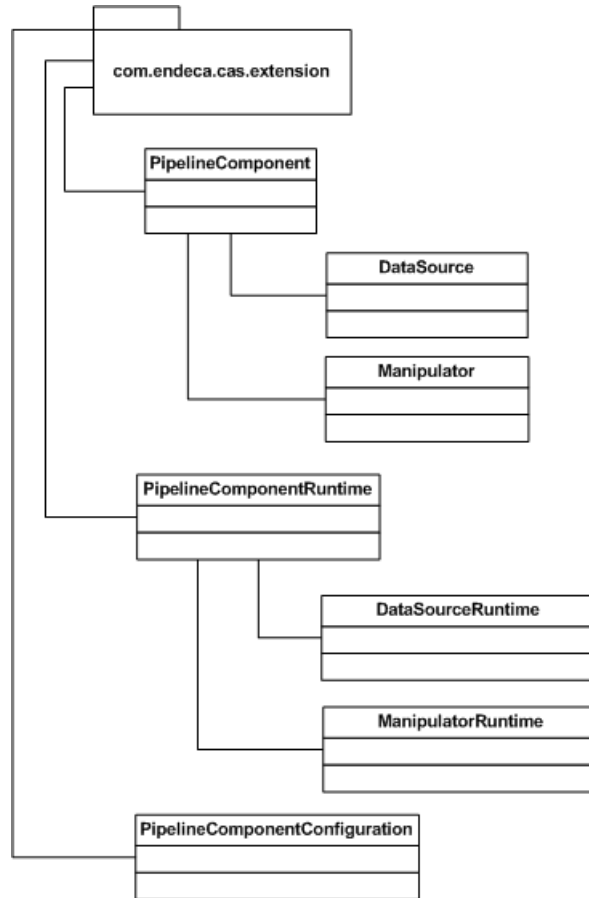 com.endeca.cas.extension
PipelineComponent
DataSource
Manipulator
PipelineComponentRuntime
DataSourceRuntime
ManipulatorRuntime
PipelineComponentConfiguration